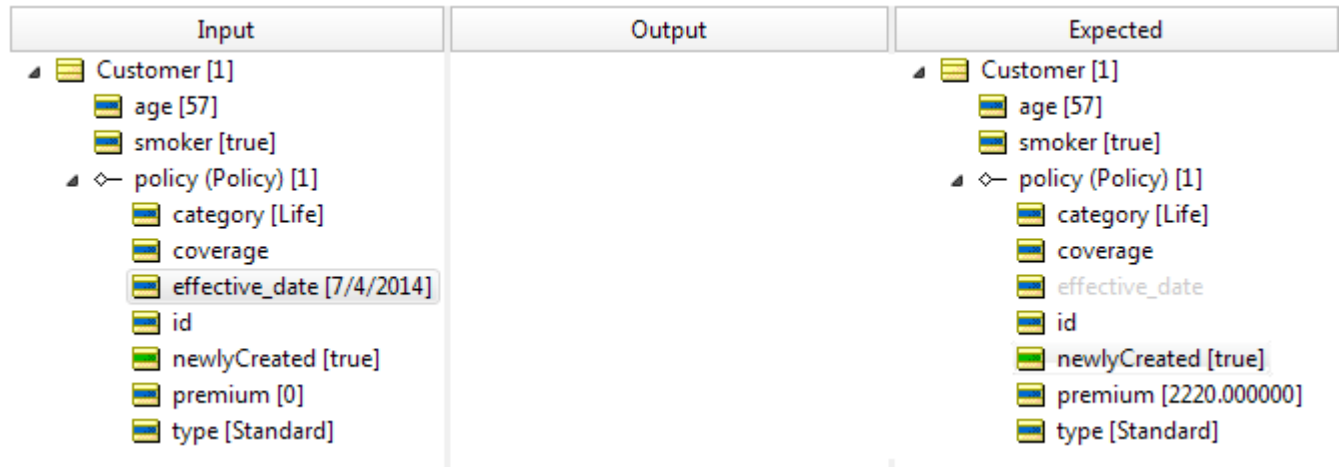 Input Output Expected
Customer [1] Customer [1]
age [57] age [57]
smoker [true] smoker [true]
policy (Policy) [1] policy (Policy) [1]
category [Life] category [Life]
coverage coverage
effective_date [7/4/2014] effective_date
id id
newlyCreated [true] newlyCreated [true]
premium [0] premium [2220.000000]
type [Standard] type [Standard]